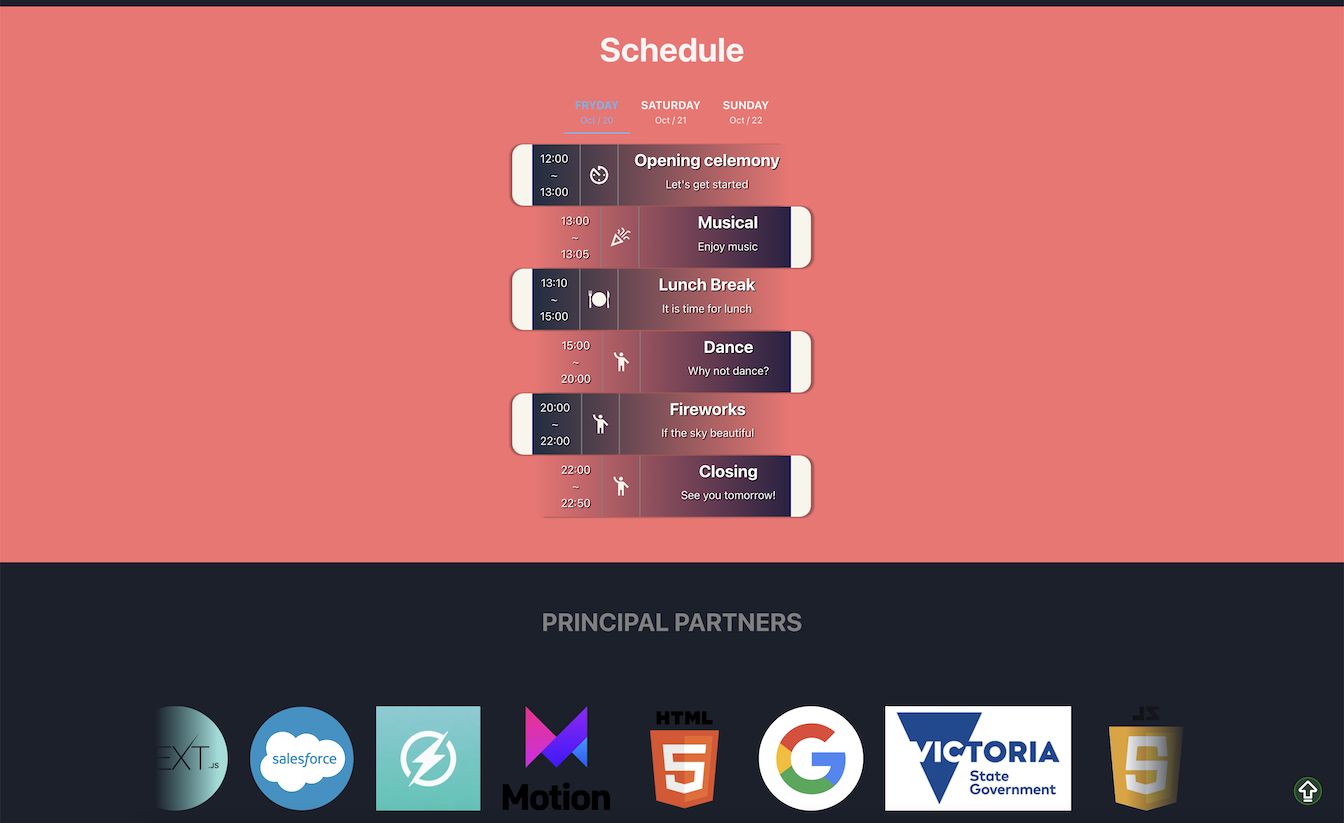 Schedule
FRYDAY SATURDAY SUNDAY
Oct / 20 Oct / 21 Oct / 22
12:00
~
13:00
Opening celemony
Let's get started
13:00
~
13:05
Musical
Enjoy music
13:10
~
15:00
Lunch Break
It is time for lunch
15:00
~
20:00
Dance
Why not dance?
20:00
~
22:00
Fireworks
If the sky beautiful
22:00
~
22:50
Closing
See you tomorrow!
PRINCIPAL PARTNERS
EXT.JS
salesforce
Motion
HTML
5
G
VICTORIA
State
Government
JS
5